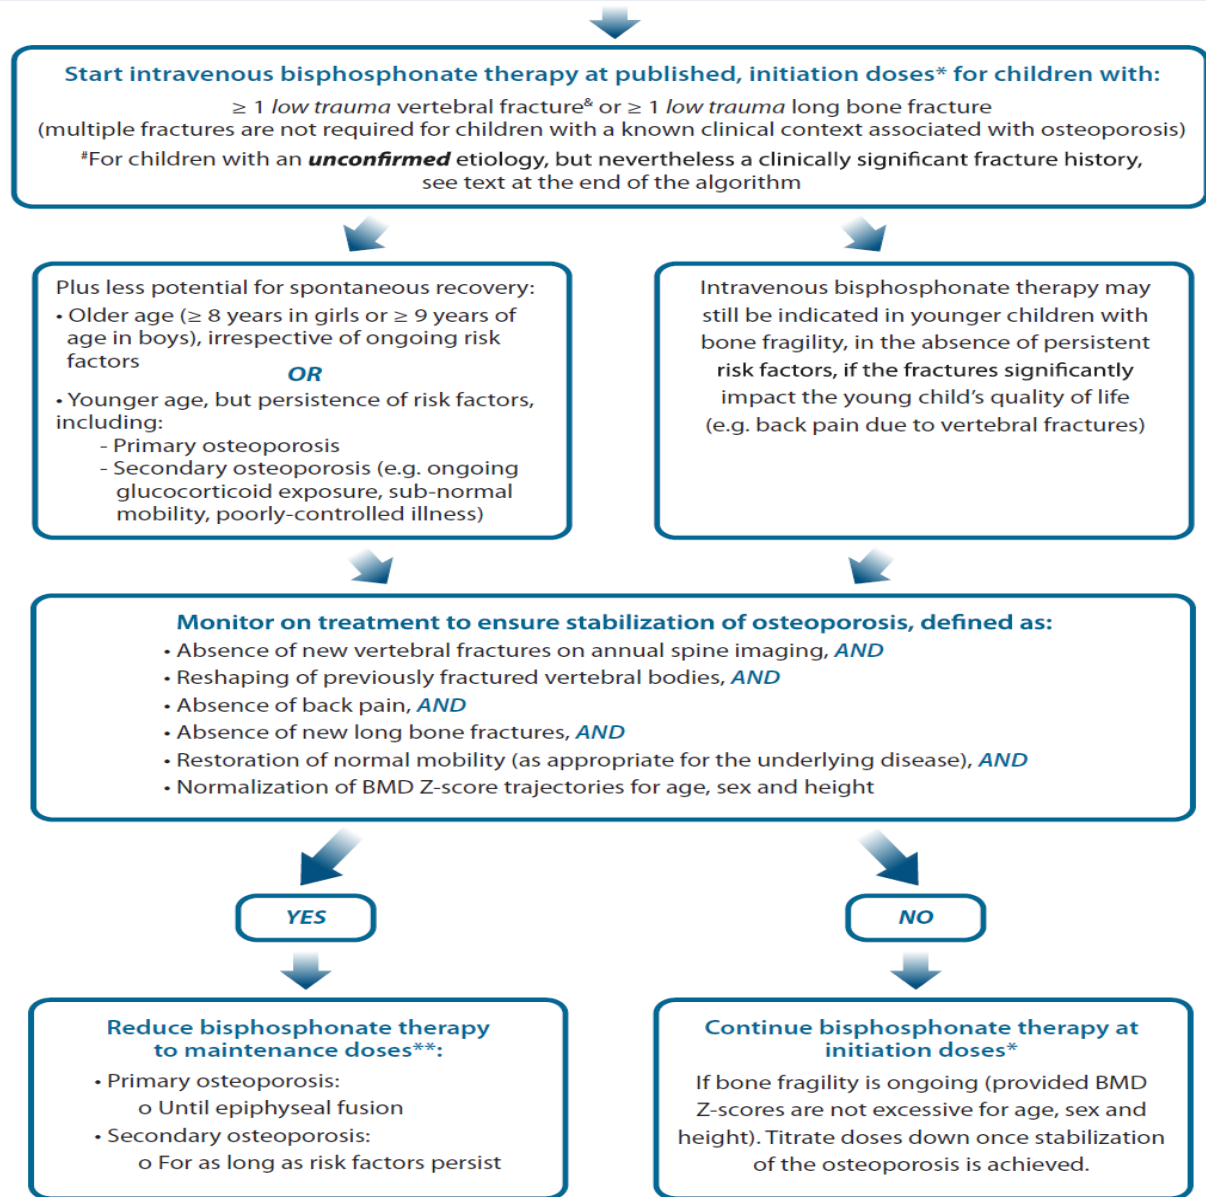 Start intravenous bisphosphonate therapy at published, initiation doses* for children with:
≥ 1 low trauma vertebral fracture& or ≥ 1 low trauma long bone fracture
(multiple fractures are not required for children with a known clinical context associated with osteoporosis)
#For children with an unconfirmed etiology, but nevertheless a clinically significant fracture history,
see text at the end of the algorithm
Plus less potential for spontaneous recovery:
• Older age (≥ 8 years in girls or ≥ 9 years of
age in boys), irrespective of ongoing risk
factors
OR
• Younger age, but persistence of risk factors,
including:
- Primary osteoporosis
- Secondary osteoporosis (e.g. ongoing
glucocorticoid exposure, sub-normal
mobility, poorly-controlled illness)
Intravenous bisphosphonate therapy may
still be indicated in younger children with
bone fragility, in the absence of persistent
risk factors, if the fractures significantly
impact the young child's quality of life
(e.g. back pain due to vertebral fractures)
Monitor on treatment to ensure stabilization of osteoporosis, defined as:
• Absence of new vertebral fractures on annual spine imaging, AND
• Reshaping of previously fractured vertebral bodies, AND
• Absence of back pain, AND
• Absence of new long bone fractures, AND
• Restoration of normal mobility (as appropriate for the underlying disease), AND
• Normalization of BMD Z-score trajectories for age, sex and height
YES
NO
Reduce bisphosphonate therapy
to maintenance doses**:
• Primary osteoporosis:
o Until epiphyseal fusion
• Secondary osteoporosis:
o For as long as risk factors persist
Continue bisphosphonate therapy at
initiation doses*
If bone fragility is ongoing (provided BMD
Z-scores are not excessive for age, sex and
height). Titrate doses down once stabilization
of the osteoporosis is achieved.